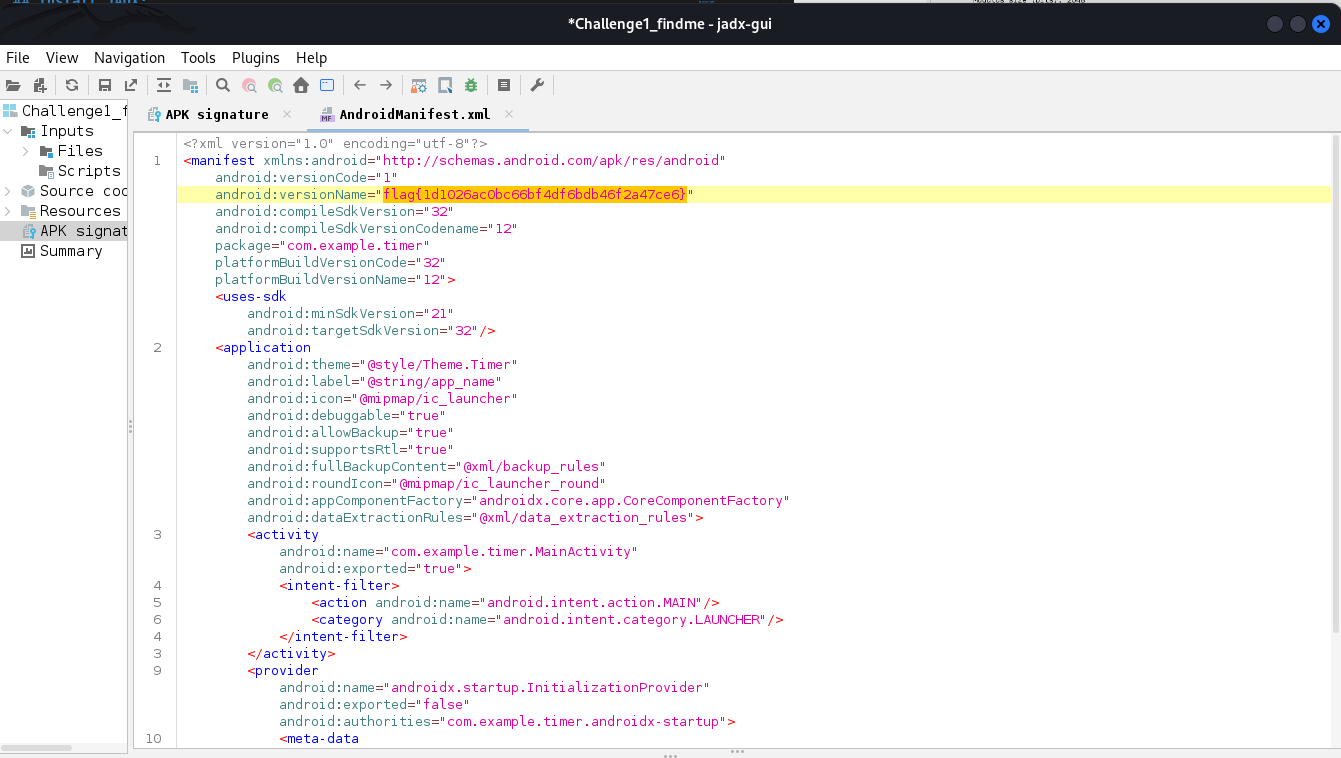 *Challenge1_findme - jadx-gui
File View Navigation Tools Plugins Help
Challenge1_f
Inputs
Files
Scripts
Source co
Resources
APK signat
Summary
APK signature
AndroidManifest.xml
<?xml version="1.0" encoding="utf-8"?>
1 <manifest xmlns:android="http://schemas.android.com/apk/res/android"
android:versionCode="1"
android:versionName="flag{1d1026ac0bc66bf4df6bdb46f2a47ce6}"
android:compileSdkVersion="32"
android:compileSdkVersionCodename="12"
package="com.example.timer"
platformBuildVersionCode="32"
platformBuildVersionName="12">
<uses-sdk
android:minSdkVersion="21"
android:targetSdkVersion="32"/>
2 <application
android:theme="@style/Theme.Timer"
android:label="@string/app_name"
android:icon="@mipmap/ic_launcher"
android:debuggable="true"
android:allowBackup="true"
android:supportsRtl="true"
android:fullBackupContent="@xml/backup_rules"
android:roundIcon="@mipmap/ic_launcher_round"
android:appComponentFactory="androidx.core.app.CoreComponentFactory"
android:dataExtractionRules="@xml/data_extraction_rules">
3 <activity
android:name="com.example.timer.MainActivity"
android:exported="true">
4 <intent-filter>
5 <action android:name="android.intent.action.MAIN"/>
6 <category android:name="android.intent.category.LAUNCHER"/>
4 </intent-filter>
3 </activity>
9 <provider
android:name="androidx.startup.InitializationProvider"
android:exported="false"
android:authorities="com.example.timer.androidx-startup">
10 <meta-data